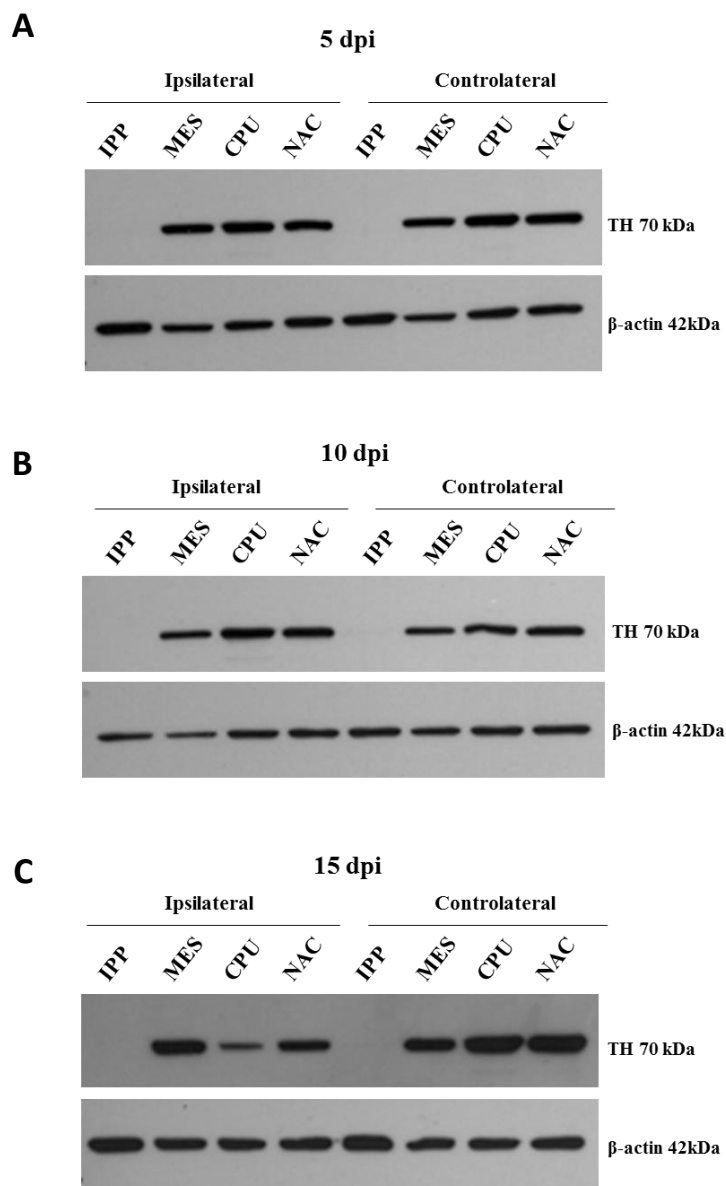 A
5 dpi
Ipsilateral Controlateral
IPP MES CPU NAC IPP MES CPU NAC
TH 70 kDa
β-actin 42kDa
B
10 dpi
Ipsilateral Controlateral
IPP MES CPU NAC IPP MES CPU NAC
TH 70 kDa
β-actin 42kDa
C
15 dpi
Ipsilateral Controlateral
IPP MES CPU NAC IPP MES CPU NAC
TH 70 kDa
β-actin 42kDa